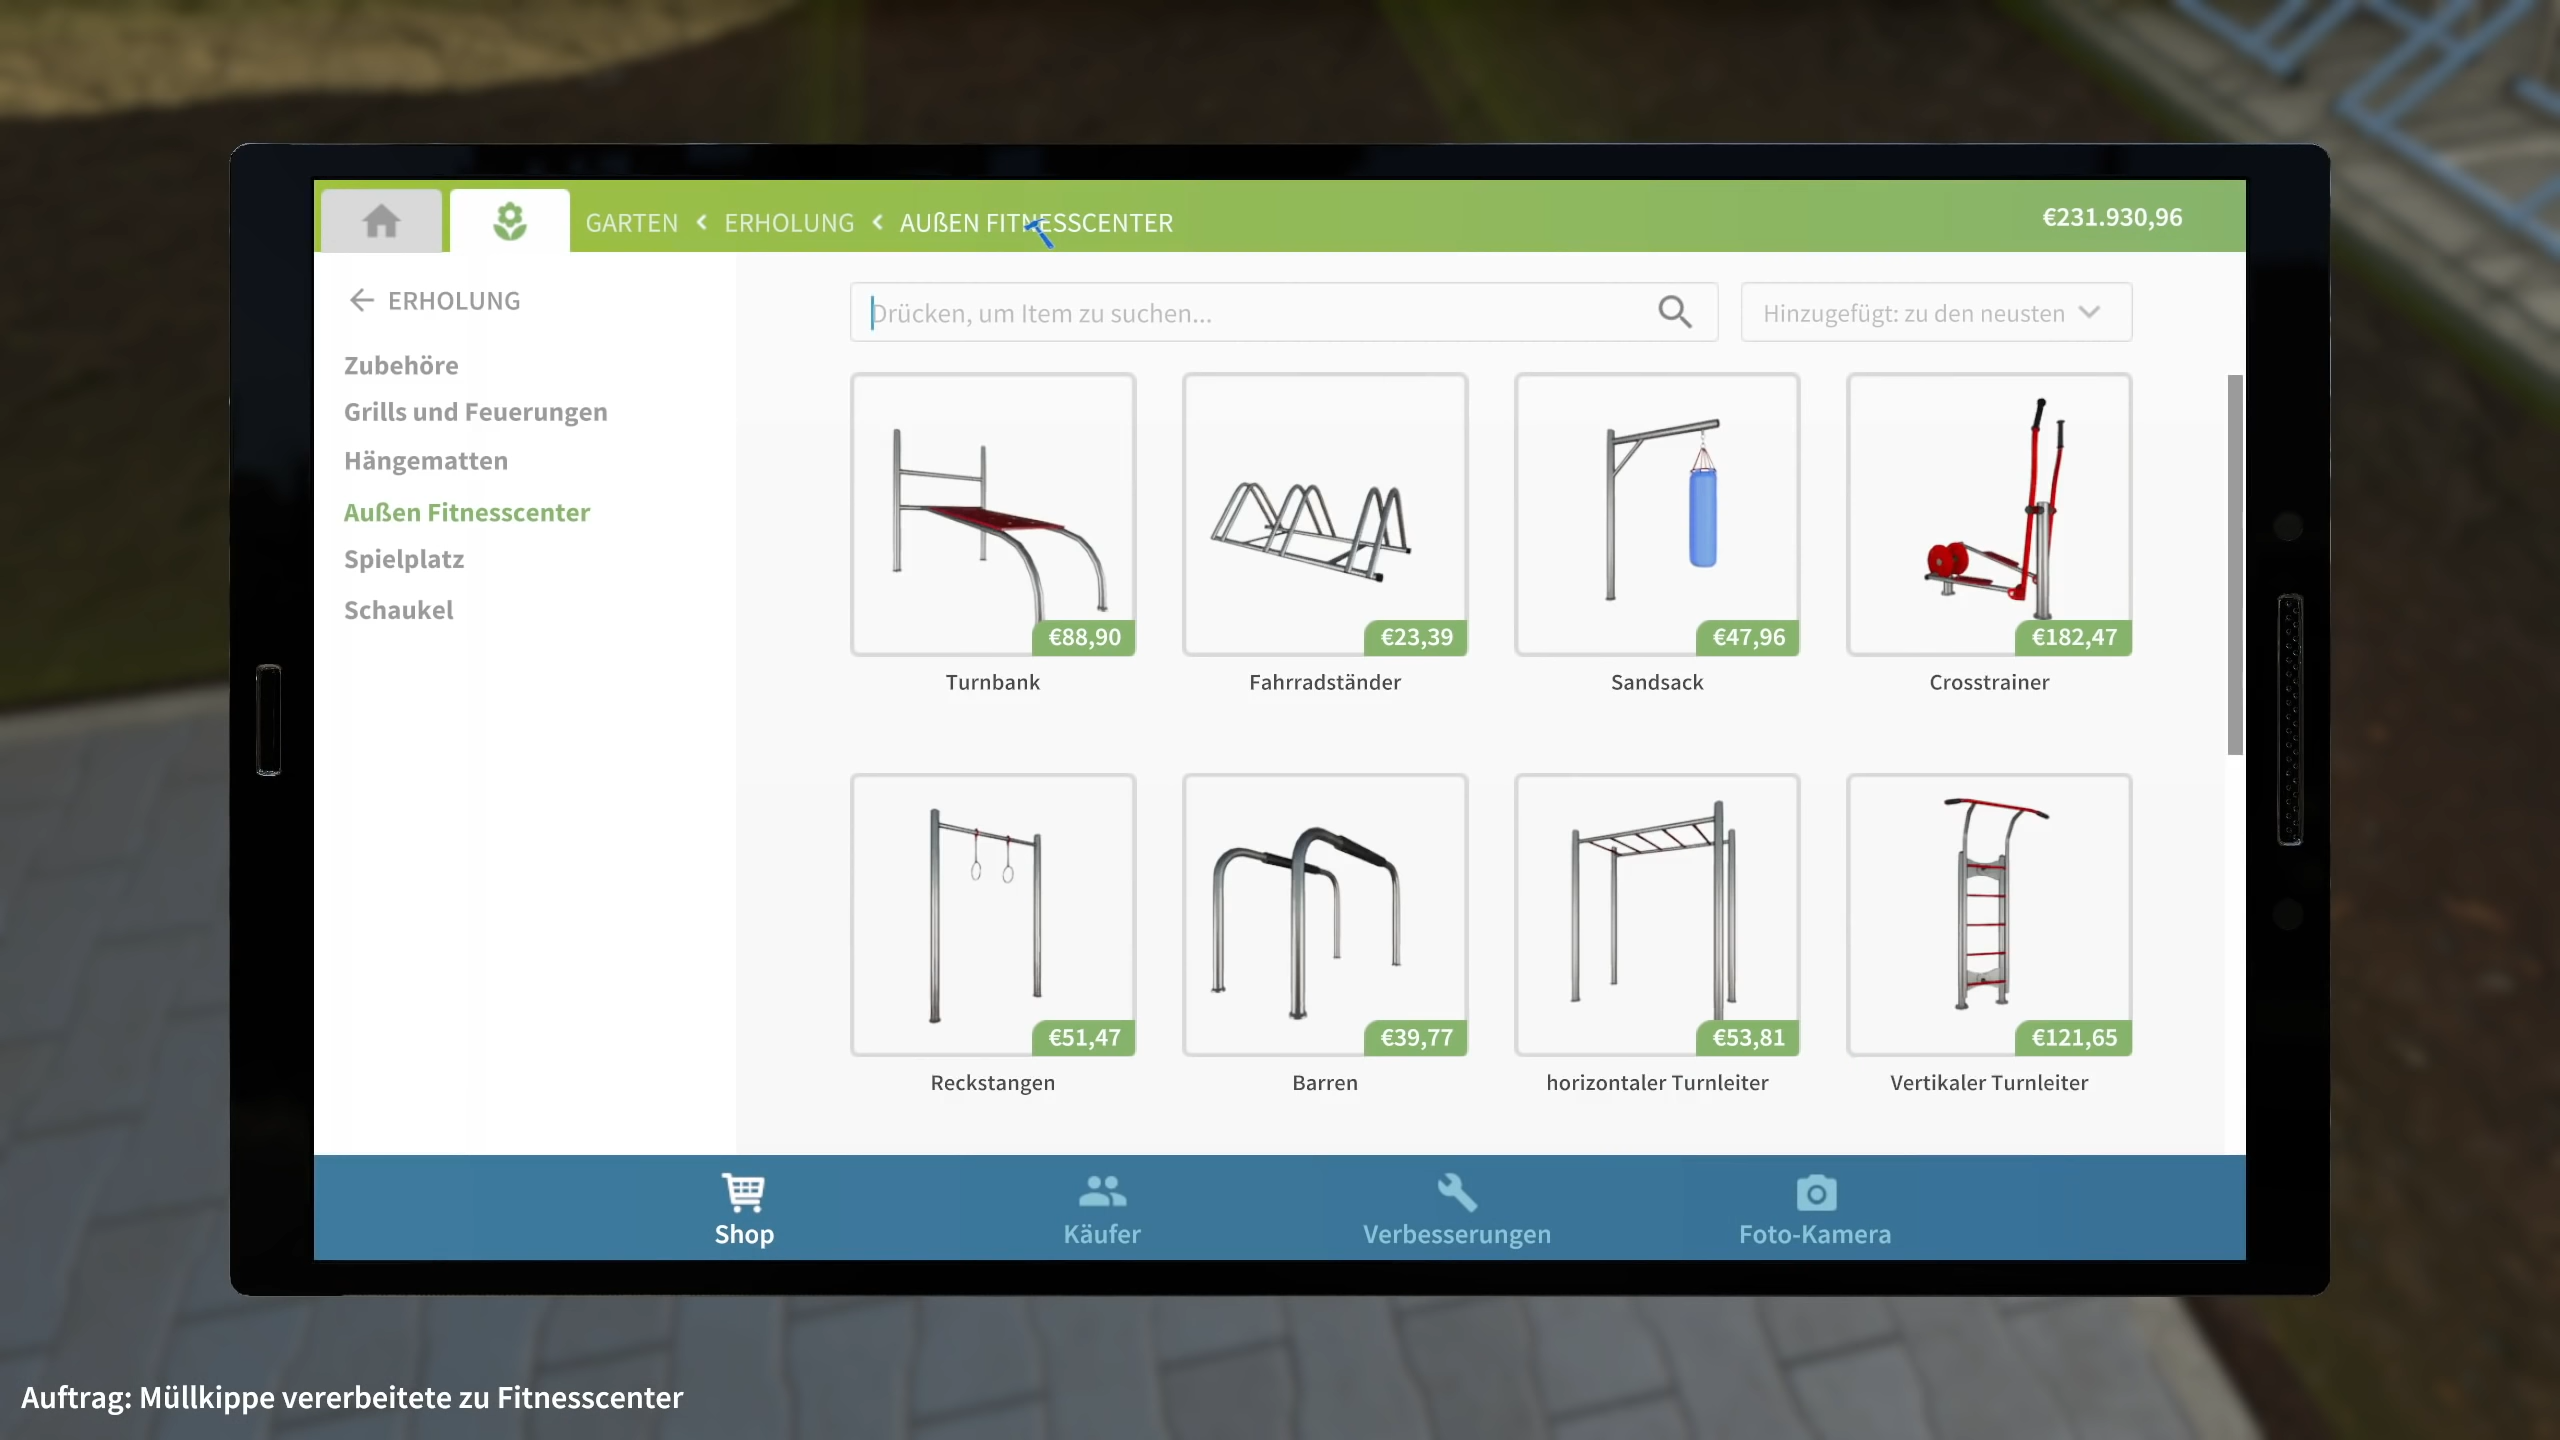 GARTEN ERHOLUNG AUßEN FITNESSCENTER
€231.930,96
ERHOLUNG
Zubehöre
Grills und Feuerungen
Hängematten
Außen Fitnesscenter
Spielplatz
Schaukel
Drücken, um Item zu suchen...
Hinzugefügt: zu den neusten
€88,90
€23,39
€47,96
€182,47
Turnbank
Fahrradständer
Sandsack
Crosstrainer
€51,47
€39,77
€53,81
€121,65
Reckstangen
Barren
horizontaler Turnleiter
Vertikaler Turnleiter
Shop
Käufer
Verbesserungen
Foto-Kamera
Auftrag: Müllkippe vererbeitete zu Fitnesscenter